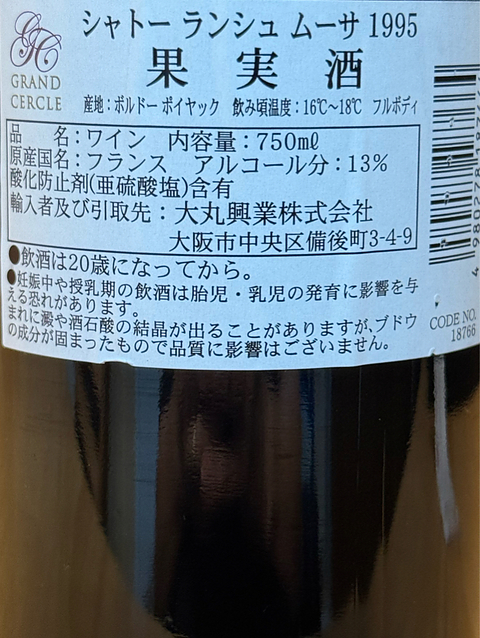 シャトー ランシュ ムーサ 1995
GRAND
CERCLE
果実酒
産地：ボルドー ポイヤック 飲み頃温度：16℃～18℃ フルボディ
品 名：ワイン 内容量：750mℓ
原産国名：フランス アルコール分：13%
酸化防止剤(亜硫酸塩)含有
輸入者及び引取先：大丸興業株式会社
大阪市中央区備後町3-4-9
●飲酒は20歳になってから。
●妊娠中や授乳期の飲酒は胎児・乳児の発育に影響を与
える恐れがあります。
まれに澱や酒石酸の結晶が出ることがありますが、ブドウ
の成分が固まったもので品質に影響はございません。
CODE NO.
18766